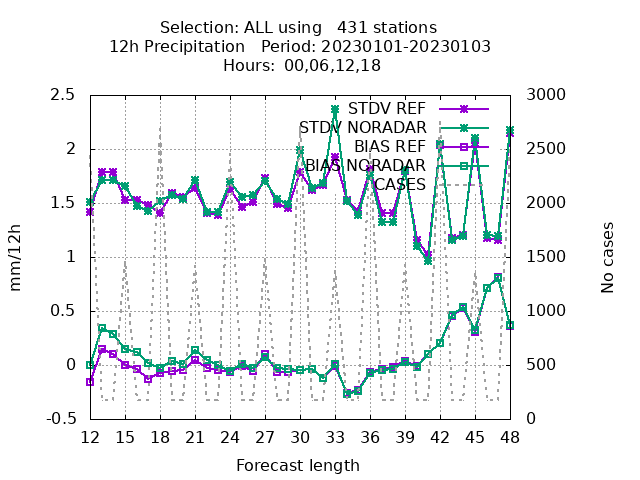 Selection: ALL using   431 stations
12h Precipitation   Period: 20230101-20230103
Hours:  00,06,12,18
STDV REF
STDV NORADAR
BIAS REF
BIAS NORADAR
CASES
2.5
2
1.5
1
0.5
0
-0.5
mm/12h
3000
2500
2000
1500
1000
500
0
No cases
12 15 18 21 24 27 30 33 36 39 42 45 48
Forecast length